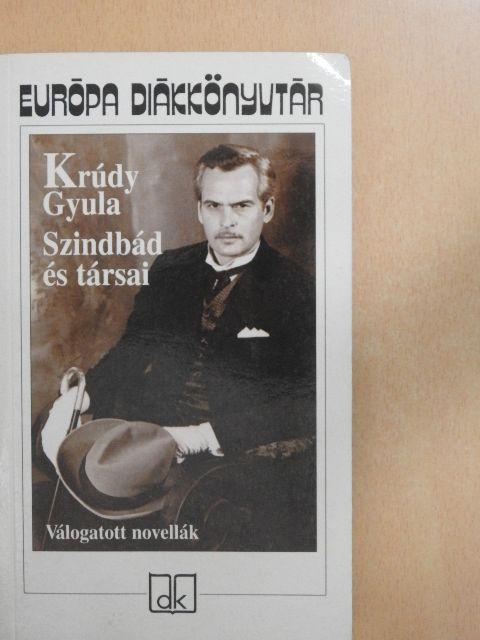 EURÓPA DIÁKKÖNYVTÁR
Krúdy
Gyula
Szindbád
és társai
Válogatott novellák
dk